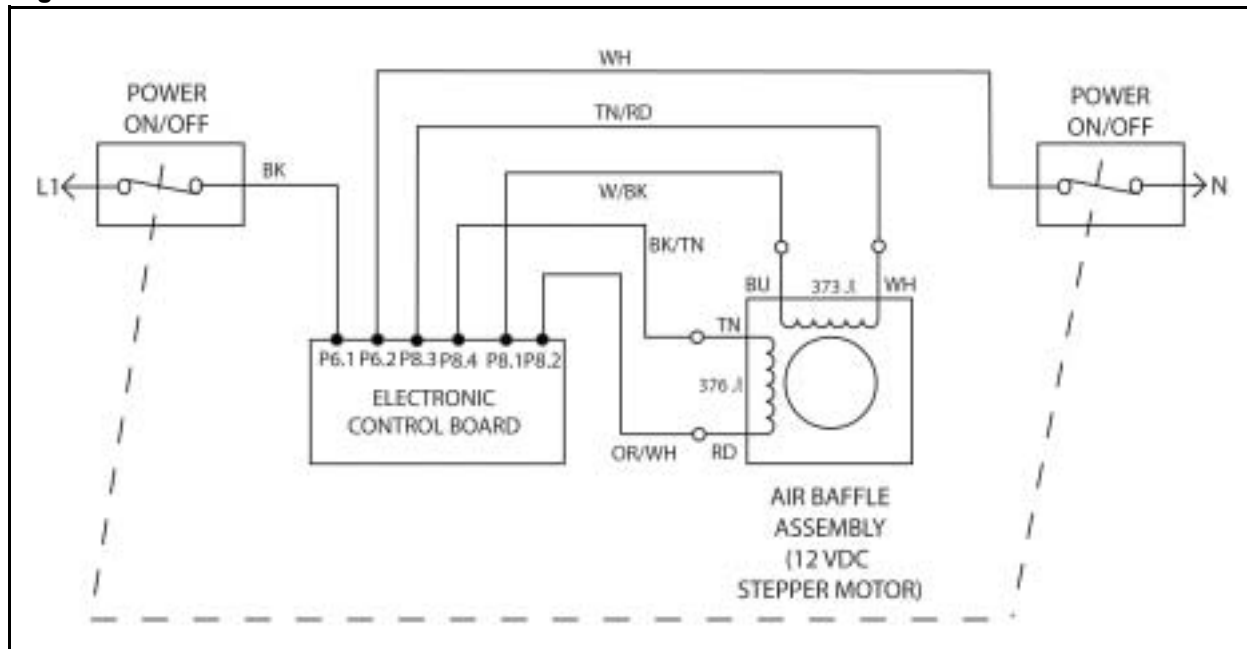 WH
POWER
ON/OFF
TN/RD
POWER
ON/OFF
L1
BK
W/BK
N
BK/TN
BU
373
WH
TN
P6.1 P6.2 P8.3 P8.4 P8.1 P8.2
376
ELECTRONIC
CONTROL BOARD
OR/WH
RD
AIR BAFFLE
ASSEMBLY
(12 VDC
STEPPER MOTOR)